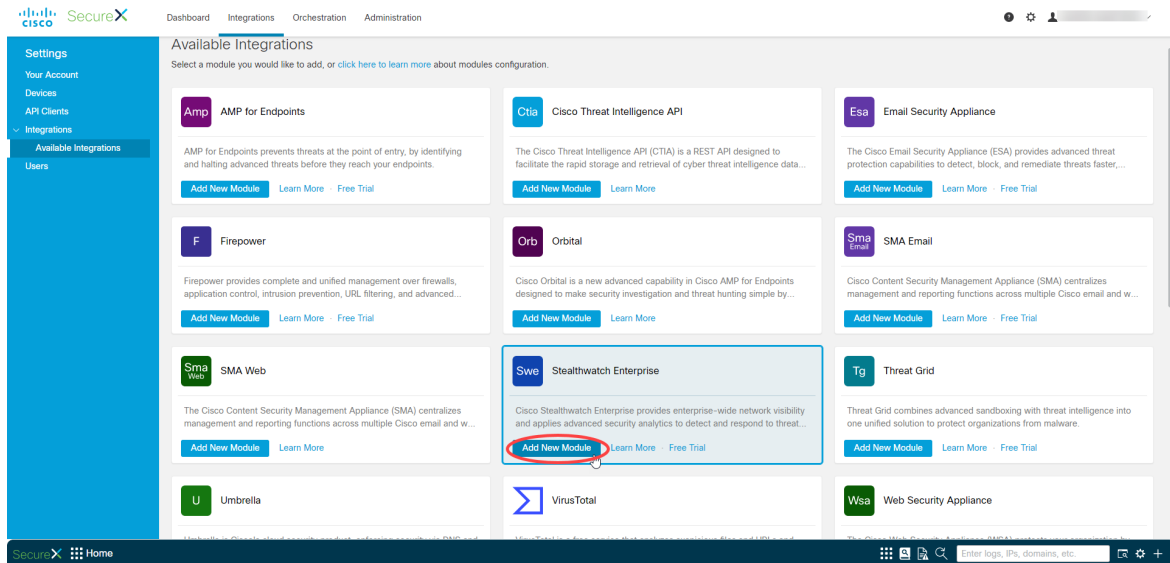 CISCO SecureX Dashboard Integrations Orchestration Administration
Settings
Your Account
Devices
API Clients
Integrations
Available Integrations
Users
Available Integrations
Select a module you would like to add, or click here to learn more about modules configuration.
Amp AMP for Endpoints
AMP for Endpoints prevents threats at the point of entry, by identifying
and halting advanced threats before they reach your endpoints.
Add New Module Learn More · Free Trial
Ctia Cisco Threat Intelligence API
The Cisco Threat Intelligence API (CTIA) is a REST API designed to
facilitate the rapid storage and retrieval of cyber threat intelligence data...
Add New Module Learn More
Esa Email Security Appliance
The Cisco Email Security Appliance (ESA) provides advanced threat
protection capabilities to detect, block, and remediate threats faster,...
Add New Module Learn More · Free Trial
F Firepower
Firepower provides complete and unified management over firewalls,
application control, intrusion prevention, URL filtering, and advanced...
Add New Module Learn More · Free Trial
Orb Orbital
Cisco Orbital is a new advanced capability in Cisco AMP for Endpoints
designed to make security investigation and threat hunting simple by...
Add New Module Learn More
Sma Email SMA Email
Cisco Content Security Management Appliance (SMA) centralizes
management and reporting functions across multiple Cisco email and w...
Add New Module Learn More · Free Trial
Sma Web SMA Web
The Cisco Content Security Management Appliance (SMA) centralizes
management and reporting functions across multiple Cisco email and w...
Add New Module Learn More
Swe Stealthwatch Enterprise
Cisco Stealthwatch Enterprise provides enterprise-wide network visibility
and applies advanced security analytics to detect and respond to threat...
Add New Module Learn More · Free Trial
Tg Threat Grid
Threat Grid combines advanced sandboxing with threat intelligence into
one unified solution to protect organizations from malware.
Add New Module Learn More · Free Trial
U Umbrella
VirusTotal
Wsa Web Security Appliance
SecureX Home Enter logs, IPs, domains, etc.